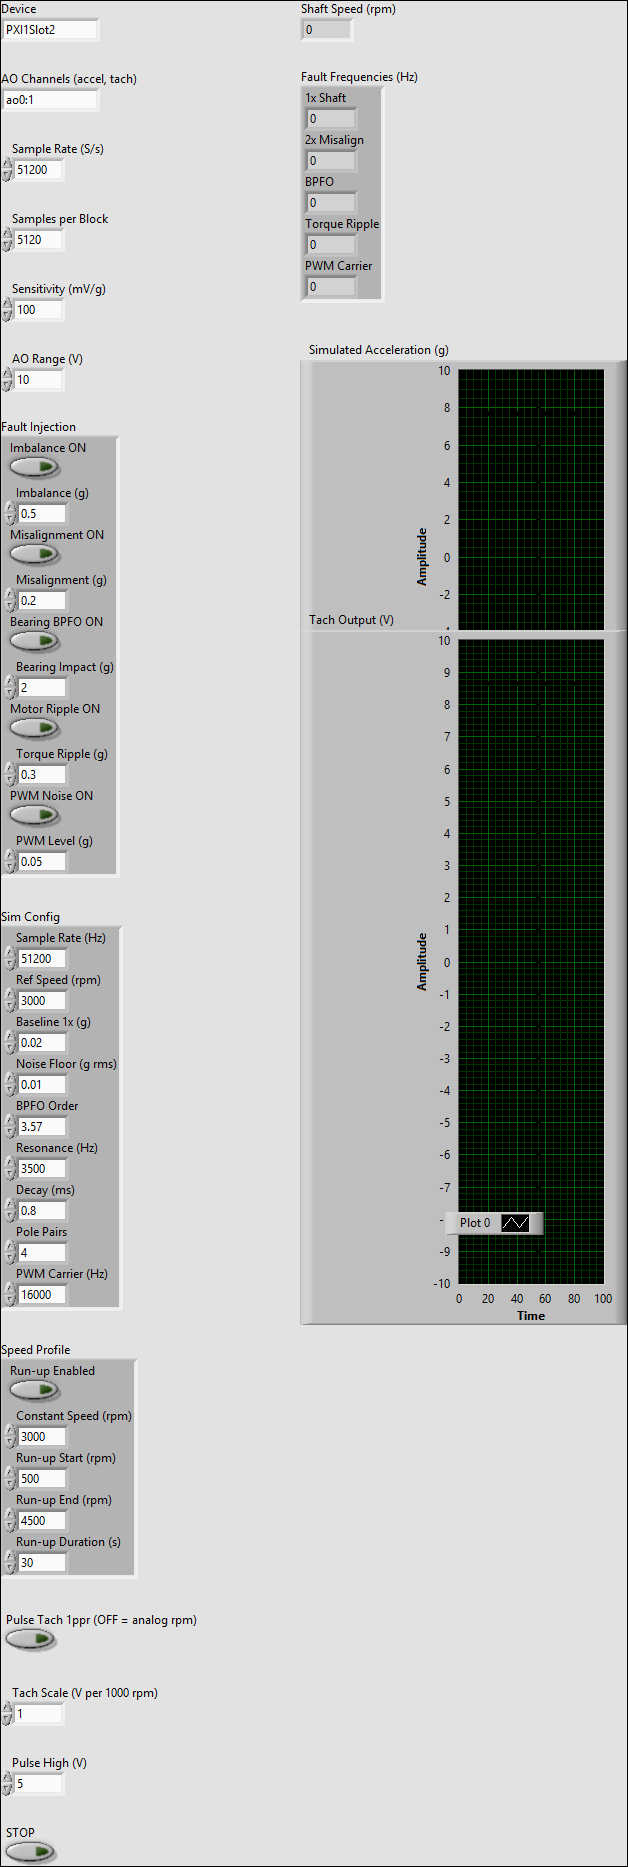 Device
PXI1Slot2
AO Channels (accel, tach)
ao0:1
Sample Rate (S/s)
51200
Samples per Block
5120
Sensitivity (mV/g)
100
AO Range (V)
10
Fault Injection
Imbalance ON
Imbalance (g)
0.5
Misalignment ON
Misalignment (g)
0.2
Bearing BPFO ON
Bearing Impact (g)
2
Motor Ripple ON
Torque Ripple (g)
0.3
PWM Noise ON
PWM Level (g)
0.05
Sim Config
Sample Rate (Hz)
51200
Ref Speed (rpm)
3000
Baseline 1x (g)
0.02
Noise Floor (g rms)
0.01
BPFO Order
3.57
Resonance (Hz)
3500
Decay (ms)
0.8
Pole Pairs
4
PWM Carrier (Hz)
16000
Speed Profile
Run-up Enabled
Constant Speed (rpm)
3000
Run-up Start (rpm)
500
Run-up End (rpm)
4500
Run-up Duration (s)
30
Pulse Tach 1ppr (OFF = analog rpm)
Tach Scale (V per 1000 rpm)
1
Pulse High (V)
5
STOP
Shaft Speed (rpm)
0
Fault Frequencies (Hz)
1x Shaft
0
2x Misalign
0
BPFO
0
Torque Ripple
0
PWM Carrier
0
Simulated Acceleration (g)
10
8
6
4
2
0
-2
Amplitude
Tach Output (V)
10
9
8
7
6
5
4
3
2
1
0
-1
-2
-3
-4
-5
-6
-7
-9
-10
Amplitude
Plot 0
0 20 40 60 80 100
Time